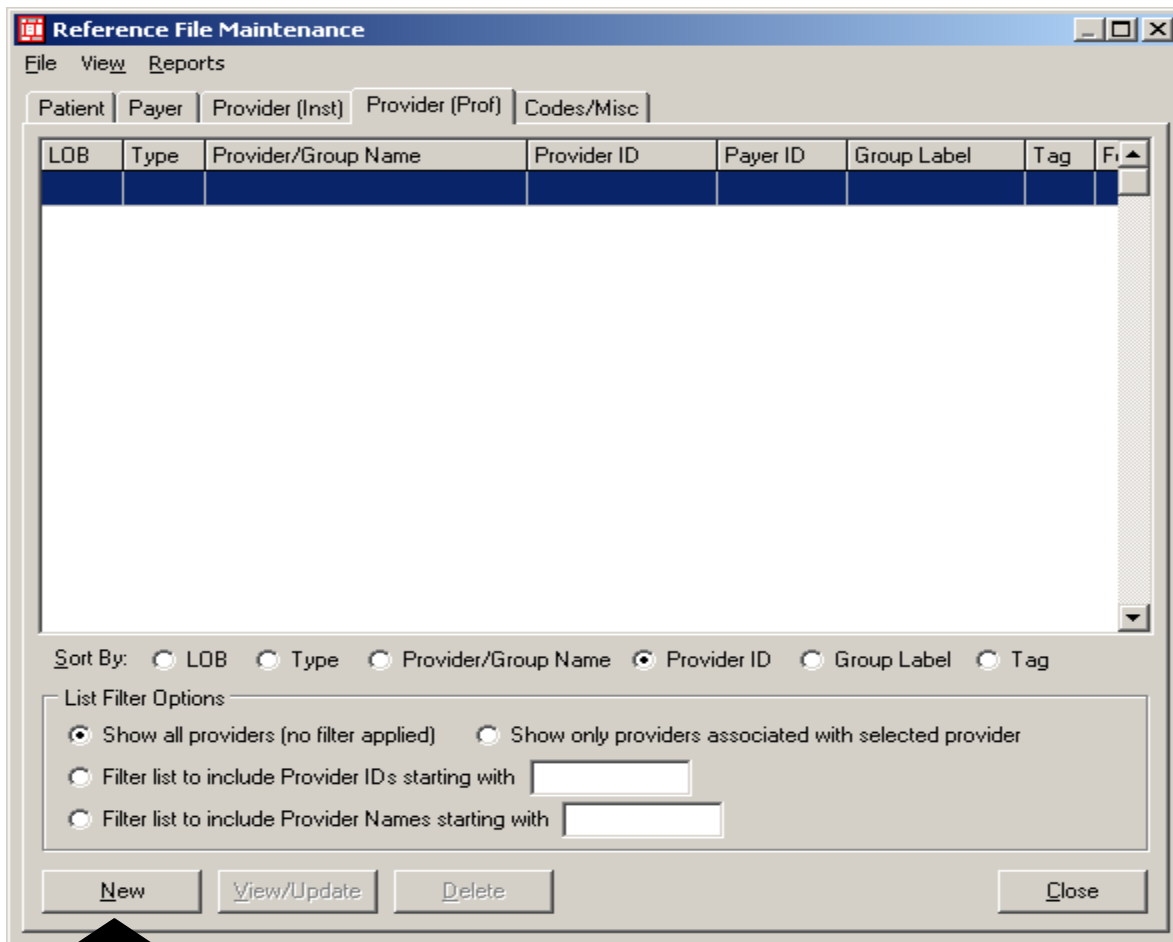 Reference File Maintenance
File View Reports
Patient Payer Provider (Inst) Provider (Prof) Codes/Misc
LOB Type Provider/Group Name Provider ID Payer ID Group Label Tag
Sort By: LOB Type Provider/Group Name Provider ID Group Label Tag
List Filter Options
Show all providers (no filter applied) Show only providers associated with selected provider
Filter list to include Provider IDs starting with
Filter list to include Provider Names starting with
New View/Update Delete Close